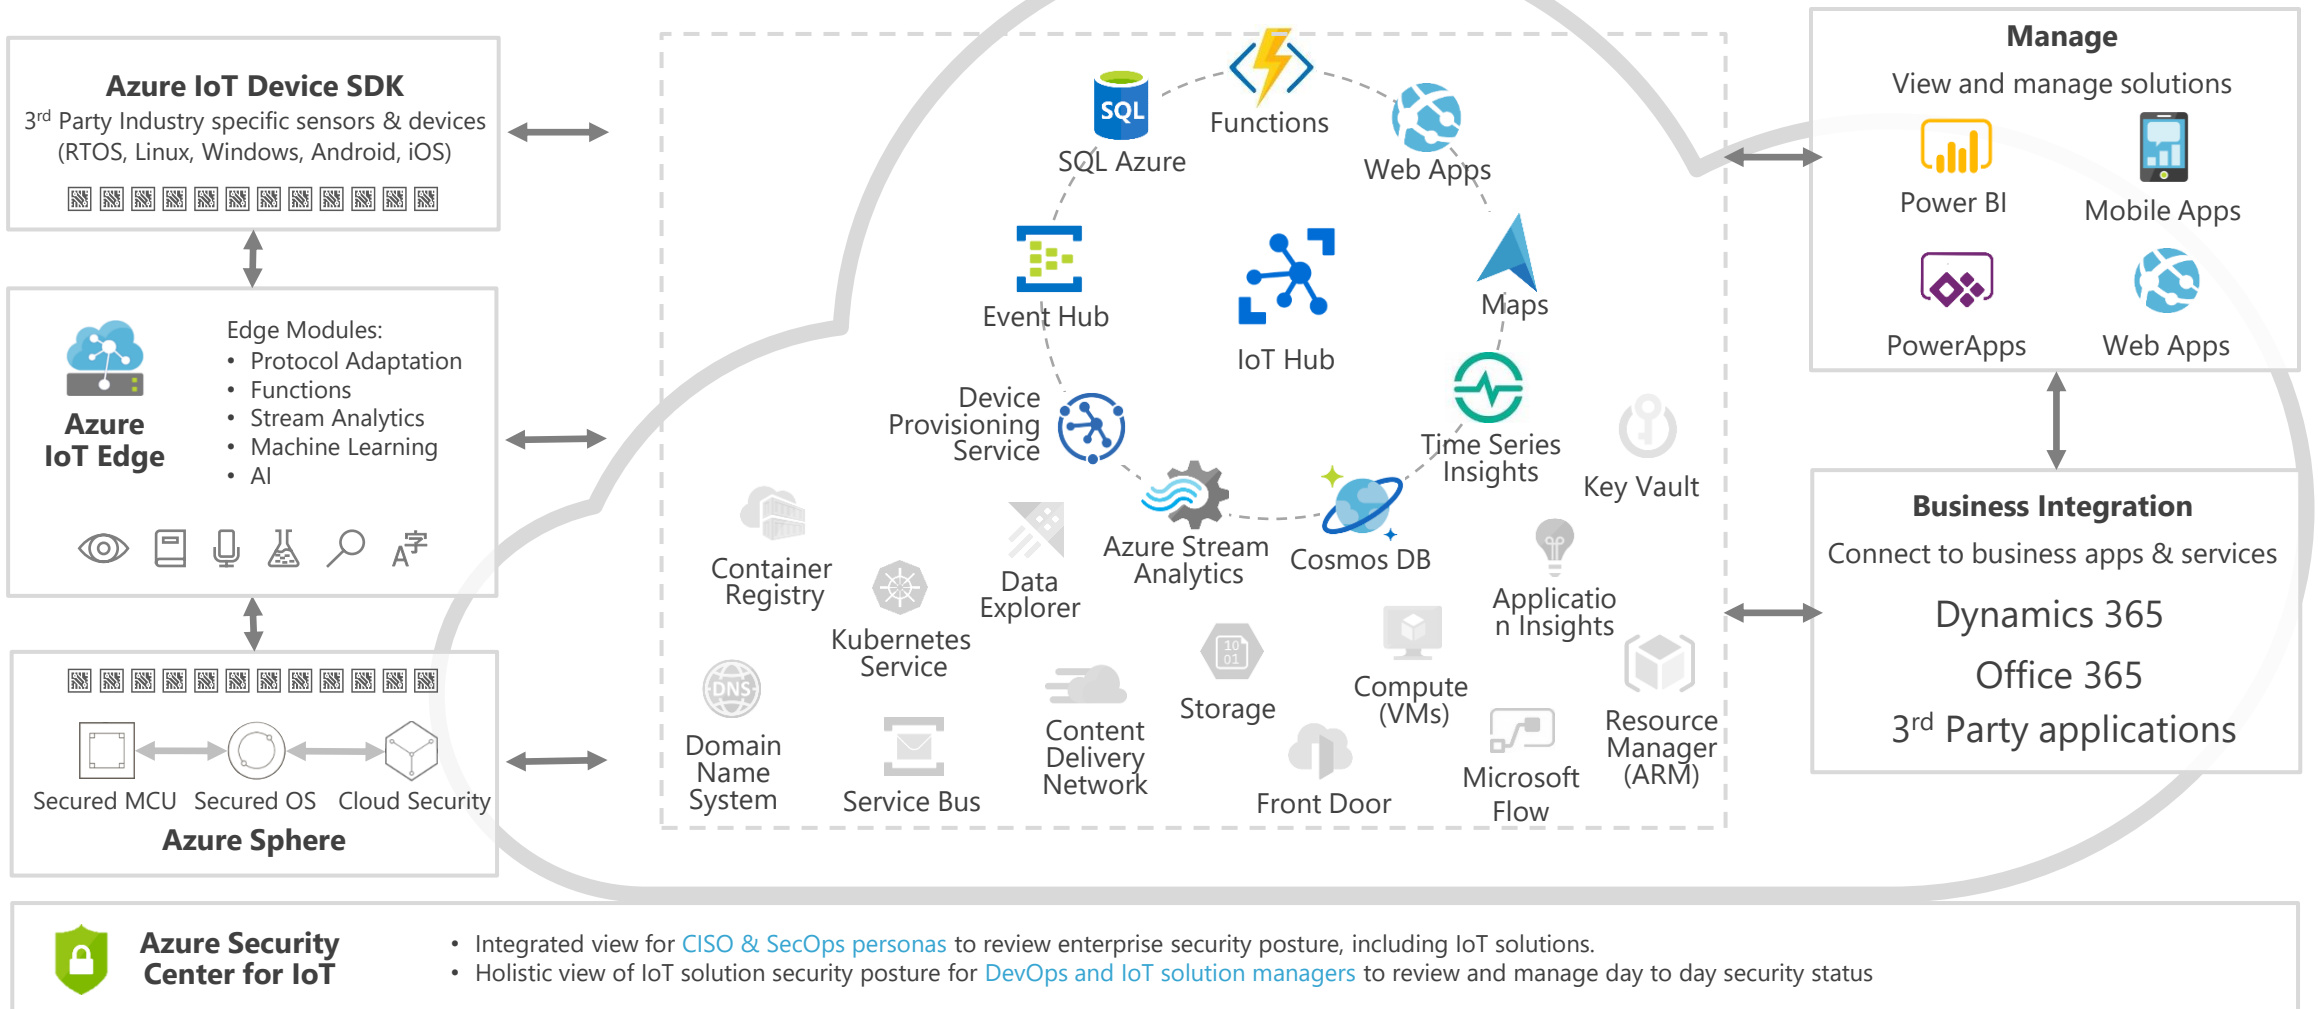 Azure IoT Device SDK
3rd Party Industry specific sensors & devices
(RTOS, Linux, Windows, Android, iOS)
Azure
IoT Edge
Edge Modules:
• Protocol Adaptation
• Functions
• Stream Analytics
• Machine Learning
• AI
A字
Secured MCU
Secured OS
Cloud Security
Azure Sphere
SQL
SQL Azure
Functions
Web Apps
Event Hub
IoT Hub
Maps
Device
Provisioning
Service
Time Series
Insights
Key Vault
Azure Stream
Analytics
Cosmos DB
Container
Registry
Kubernetes
Service
Data
Explorer
Applicatio
n Insights
DNS
Domain
Name
System
Service Bus
Content
Delivery
Network
10
01
Storage
Compute
(VMs)
Front Door
Microsoft
Flow
Resource
Manager
(ARM)
Manage
View and manage solutions
Power BI
Mobile Apps
PowerApps
Web Apps
Business Integration
Connect to business apps & services
Dynamics 365
Office 365
3rd Party applications
Azure Security
Center for IoT
• Integrated view for CISO & SecOps personas to review enterprise security posture, including IoT solutions.
• Holistic view of IoT solution security posture for DevOps and IoT solution managers to review and manage day to day security status